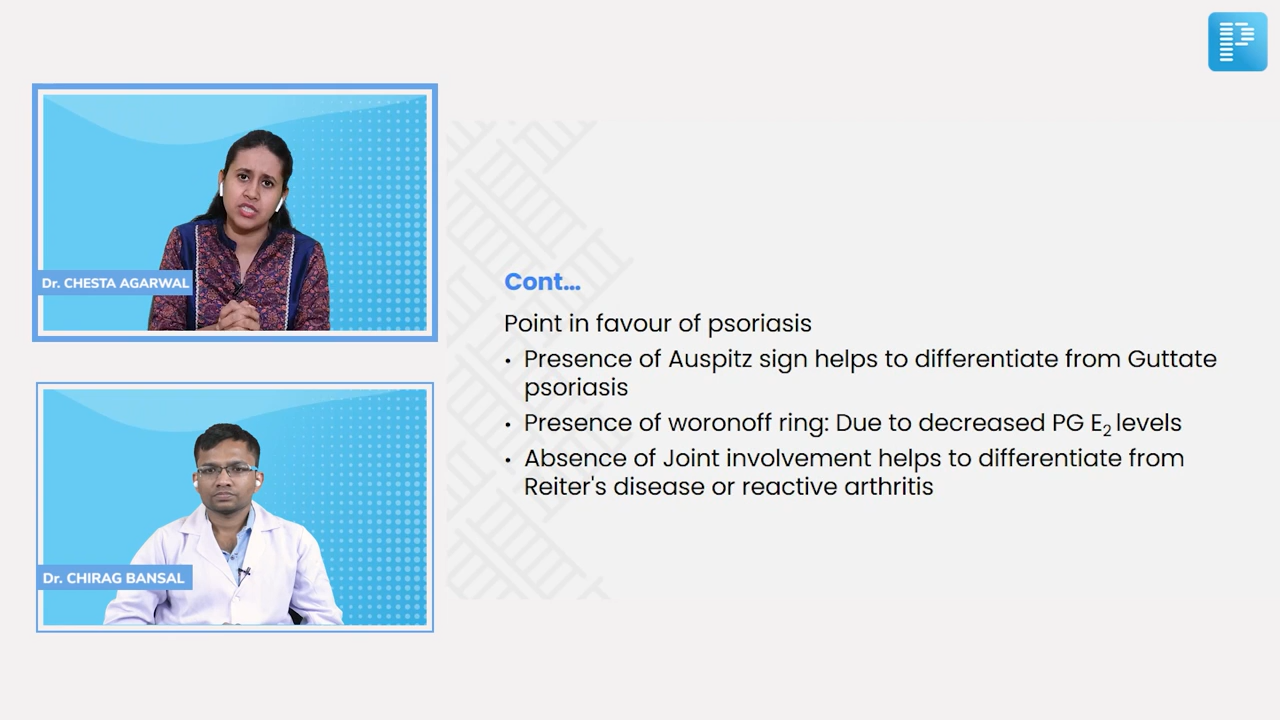 Dr. CHESTA AGARWAL
Dr. CHIRAG BANSAL
Cont...
Point in favour of psoriasis
• Presence of Auspitz sign helps to differentiate from Guttate
psoriasis
• Presence of woronoff ring: Due to decreased PG E₂ levels
• Absence of Joint involvement helps to differentiate from
Reiter's disease or reactive arthritis